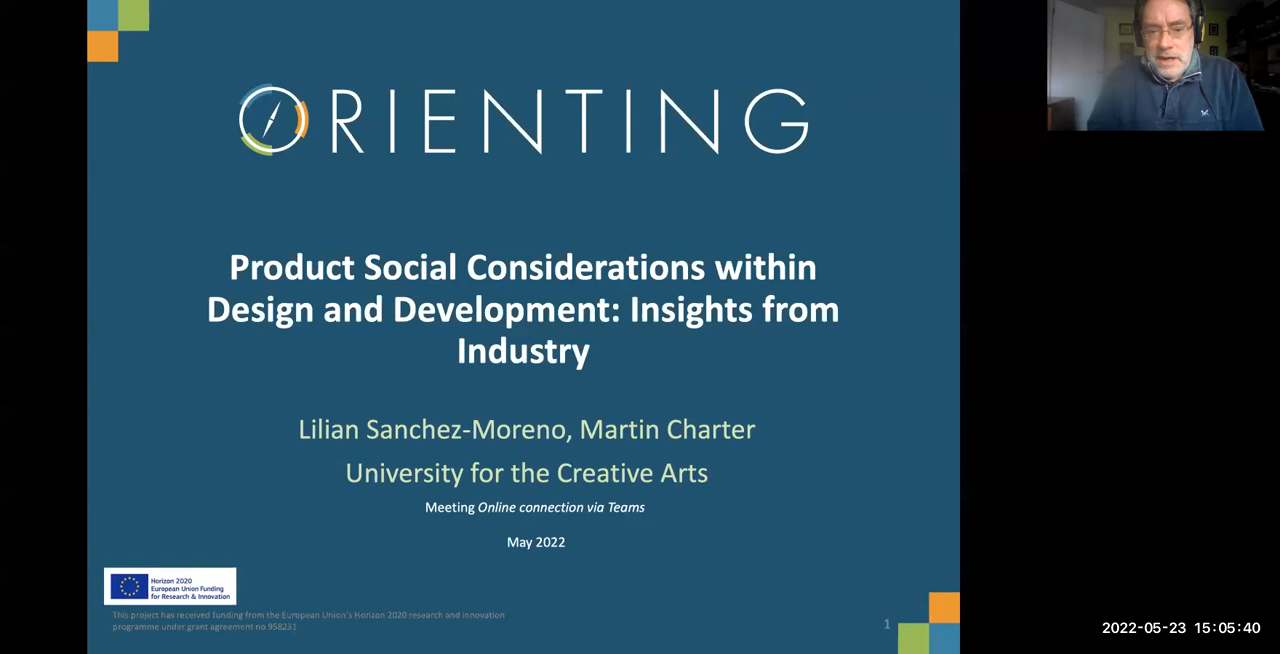 ORIENTING
Product Social Considerations within
Design and Development: Insights from
Industry
Lilian Sanchez-Moreno, Martin Charter
University for the Creative Arts
Meeting Online connection via Teams
May 2022
Horizon 2020
European Union Funding
for Research & Innovation
This project has received funding from the European Union's Horizon 2020 research and innovation
programme under grant agreement no 958231
1
2022-05-23 15:05:40